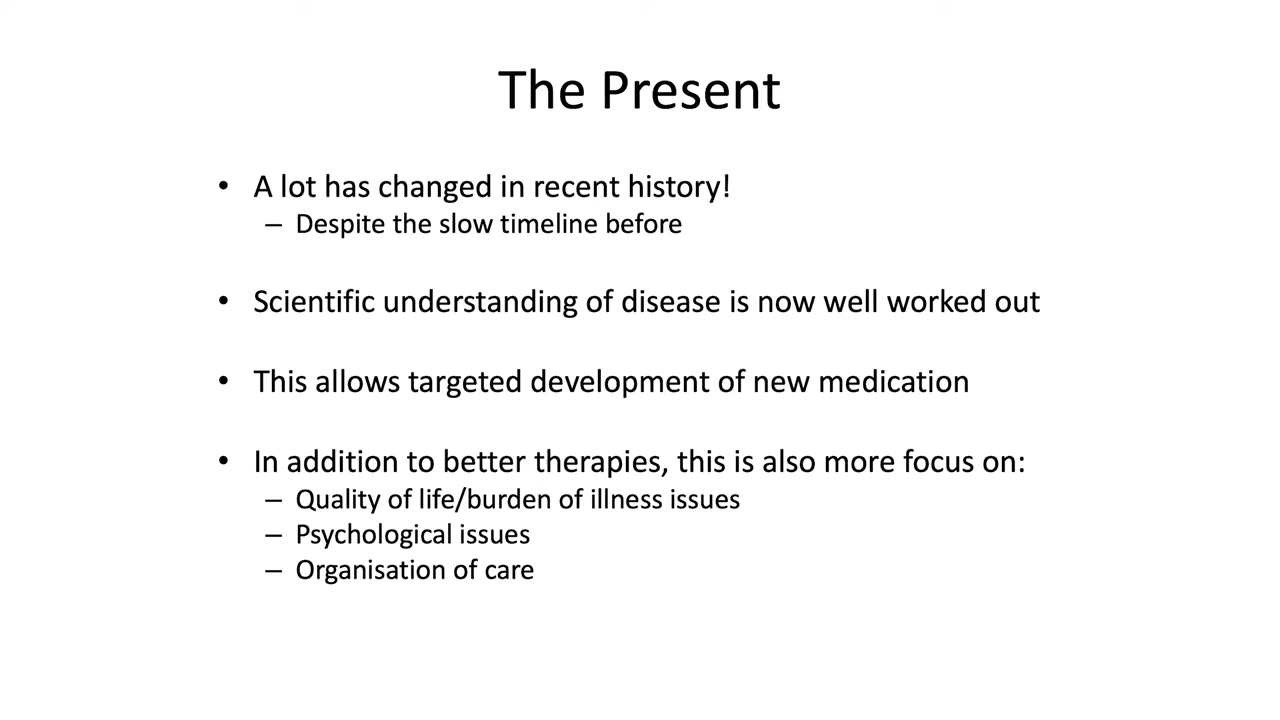 The Present
• A lot has changed in recent history!
– Despite the slow timeline before
• Scientific understanding of disease is now well worked out
• This allows targeted development of new medication
• In addition to better therapies, this is also more focus on:
– Quality of life/burden of illness issues
– Psychological issues
– Organisation of care